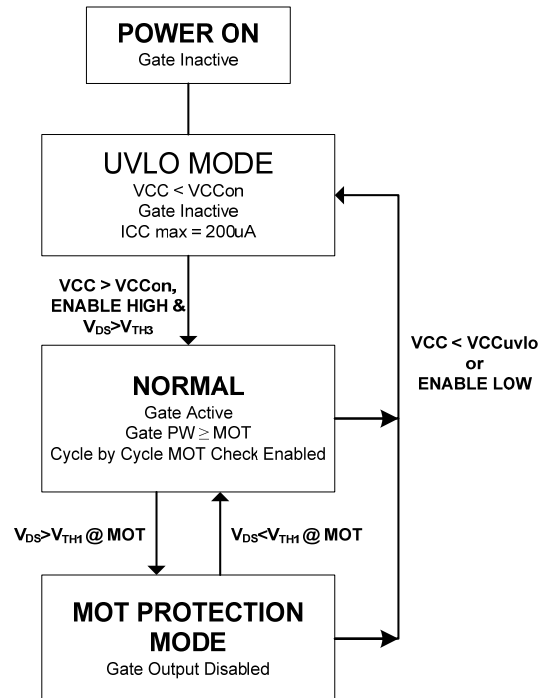 POWER ON
Gate Inactive
UVLO MODE
VCC < VCCon
Gate Inactive
ICC max = 200uA
VCC > VCCon,
ENABLE HIGH &
VDS>VTH3
VCC < VCCuvlo
or
ENABLE LOW
NORMAL
Gate Active
Gate PW ≥ MOT
Cycle by Cycle MOT Check Enabled
VDS>VTH1 @ MOT
VDS<VTH1 @ MOT
MOT PROTECTION
MODE
Gate Output Disabled